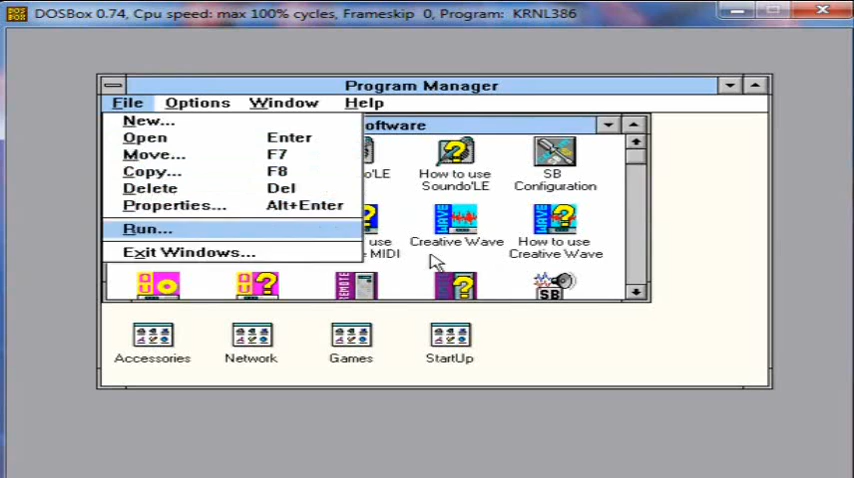 DOSBox 0.74, Cpu speed: max 100% cycles, Frameskip 0, Program: KRNL386
Program Manager
File Options Window Help
New...
Open Enter
Move... F7
Copy... F8
Delete Del
Properties... Alt+Enter
Run...
Exit Windows...
oftware
o'LE
How to use
Soundo'LE
SB
Configuration
use
MIDI
Creative Wave
How to use
Creative Wave
REMOTE
SB
Accessories
Network
Games
StartUp